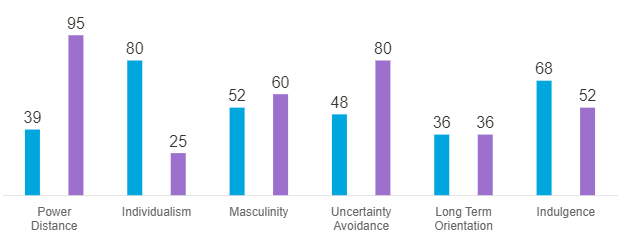 39
95
80
25
52
60
48
80
36
36
68
52
Power
Distance
Individualism
Masculinity
Uncertainty
Avoidance
Long Term
Orientation
Indulgence